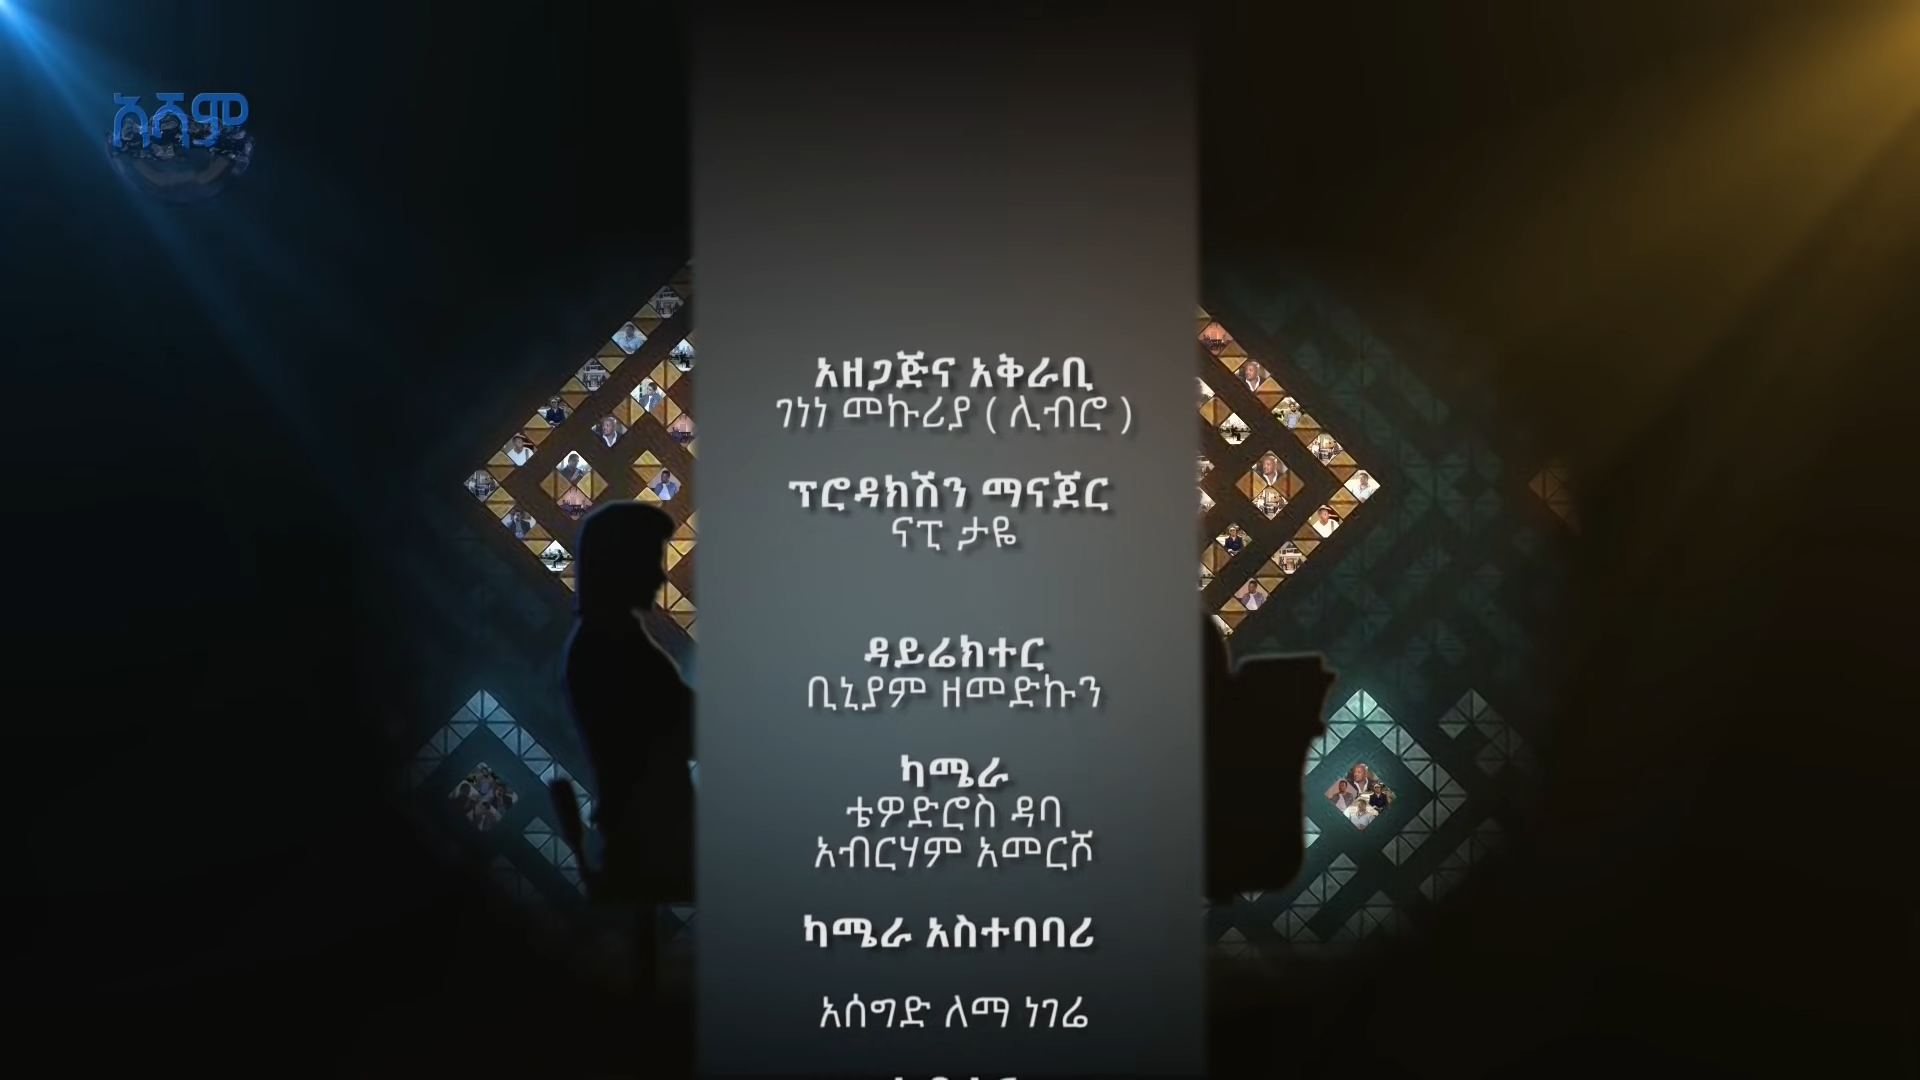 አሻም
አዘጋጅና አቅራቢ
ገነነ መኩሪያ ( ሊብሮ )
ፕሮዳክሽን ማናጀር
ናፒ ታዬ
ዳይሬክተር
ቢኒያም ዘመድኩን
ካሜራ
ቴዎድሮስ ዳባ
አብርሃም አመርሾ
ካሜራ አስተባባሪ
አሰግድ ለማ ነገሬ